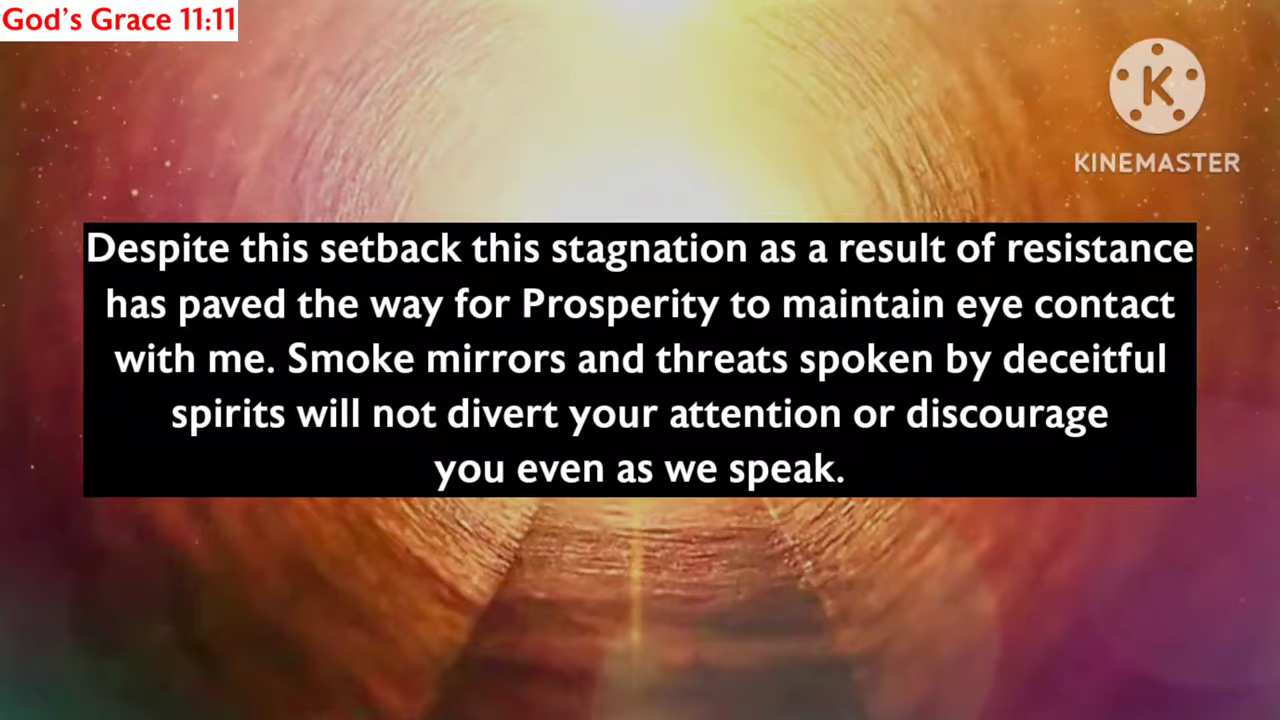 God's Grace 11:11
K
KINEMASTER
Despite this setback this stagnation as a result of resistance
has paved the way for Prosperity to maintain eye contact
with me. Smoke mirrors and threats spoken by deceitful
spirits will not divert your attention or discourage
you even as we speak.